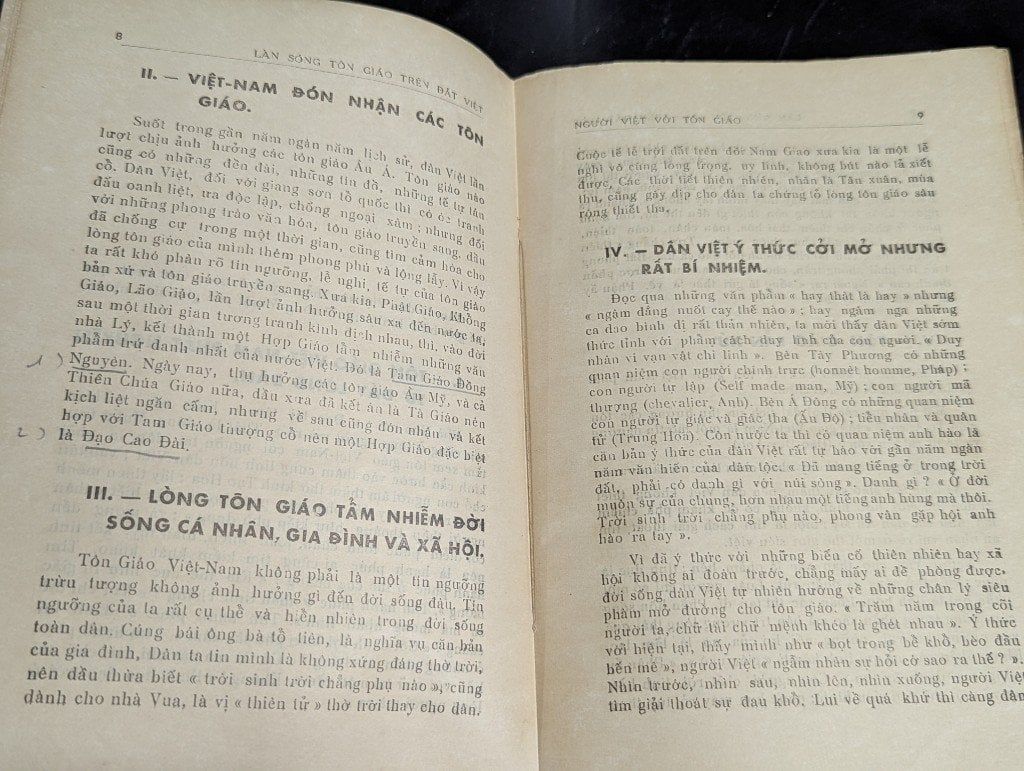 8
LÀN SÓNG TÔN GIÁO TRÊN ĐẤT VIỆT
II. — VIỆT-NAM ĐÓN NHẬN CÁC TÔN
GIÁO.
Suốt trong gần năm ngàn năm lịch sử, dân Việt lần
lượt chịu ảnh hưởng các tôn giáo Âu Á. Tôn giáo nào
cũng có những đền đài, những tín đồ, những tế tự tân
cổ. Dân Việt, đối với giang sơn tổ quốc thì có óc tranh
đấu oanh liệt, ưa độc lập, chống ngoại xâm ; nhưng đối
với những phong trào văn hóa, tôn giáo truyền sang, dầu
đã chống cự trong một thời gian, cũng tìm cảm hóa cho
lòng tôn giáo của mình thêm phong phú và lộng lẫy. Vì vậy
ta rất khó phân rõ tín ngưỡng, lễ nghi, tế tự của tôn giáo
bản xứ và tôn giáo truyền sang. Xưa kia, Phật Giáo, Khổng
Giáo, Lão Giáo, lần lượt ảnh hưởng sâu xa đến nước ta,
sau một thời gian tương tranh kình địch nhau, thì, vào đời
nhà Lý, kết thành một Hợp Giáo tẩm nhiễm những văn
phẩm trứ danh nhất của nước Việt. Đó là Tam Giáo Đồng
1) Nguyên. Ngày nay, thụ hưởng các tôn giáo Âu Mỹ, và cả
Thiên Chúa Giáo nữa, dầu xưa đã kết án là Tà Giáo nên
kịch liệt ngăn cấm, nhưng về sau cũng đón nhận và kết
hợp với Tam Giáo thượng cổ nên một Hợp Giáo đặc biệt
2) là Đạo Cao Đài.
III. — LÒNG TÔN GIÁO TẨM NHIỄM ĐỜI
SỐNG CÁ NHÂN, GIA ĐÌNH VÀ XÃ HỘI.
Tôn Giáo Việt-Nam không phải là một tín ngưỡng
trừu tượng không ảnh hưởng gì đến đời sống đâu. Tín
ngưỡng của ta rất cụ thể và hiển nhiên trong đời sống
toàn dân. Cúng bái ông bà tổ tiên, là nghĩa vụ căn bản
của gia đình, Dân ta tin mình là không xứng đáng thờ trời,
nên dầu thừa biết « trời sinh trời chẳng phụ nào », cũng
dành cho nhà Vua, là vị « thiên tử » thờ trời thay cho dân.
NGƯỜI VIỆT VỚI TÔN GIÁO
9
Cuộc tế lễ trời đất trên đôt Nam Giao xưa kia là một lễ
nghi vô cùng long trọng, uy linh, không bút nào tả xiết
được. Các thời tiết thiên nhiên, nhân là Tân xuân, mùa
thu, cũng gây dịp cho dân ta chứng tỏ lòng tôn giáo sâu
rộng thiết tha.
IV. — DÂN VIỆT Ý THỨC CỞI MỞ NHƯNG
RẤT BÍ NHIỆM.
Đọc qua những văn phẩm « hay thật là hay » nhưng
« ngậm đắng nuốt cay thế nào » ; hay ngâm nga những
ca dao bình dị rất thản nhiên, ta mới thấy dân Việt sớm
thức tỉnh với phẩm cách duy linh của con người. « Duy
nhân vi vạn vật chi linh ». Bên Tây Phương có những
quan niệm con người chính trực (honnêt homme, Pháp) ;
con người tự lập (Self made man, Mỹ) ; con người mã
thượng (chevalier, Anh). Bên Á Đông có những quan niệm
con người tự giác và giác tha (Ấn Độ) ; tiểu nhân và quân
tử (Trung Hoa). Còn nước ta thì có quan niệm anh hào là
căn bản ý thức của dân Việt rất tự hào với gần năm ngàn
năm văn hiến của dân tộc. « Đã mang tiếng ở trong trời
đất, phải có danh gì với núi sông ». Danh gì ? « Ở đời
muôn sự của chung, hơn nhau một tiếng anh hùng mà thôi.
Trời sinh trời chẳng phụ nào, phong vân gặp hội anh
hào ra tay ».
Vì đã ý thức với những biến cố thiên nhiên hay xã
hội không ai đoán trước, chẳng mấy ai đề phòng được,
đời sống dân Việt tự nhiên hướng về những chân lý siêu
phàm mở đường cho tôn giáo. « Trăm năm trong cõi
người ta, chữ tài chữ mệnh khéo là ghét nhau ». Ý thức
với hiện tại, thấy mình như « bọt trong bể khổ, bèo đầu
bến mê », người Việt « ngẫm nhân sự hồi cớ sao ra thế ? ».
Nhìn trước, nhìn sau, nhìn lên, nhìn xuống, người Việt
tìm giải thoát sự đau khổ. Lui về quá khứ thì càng dân